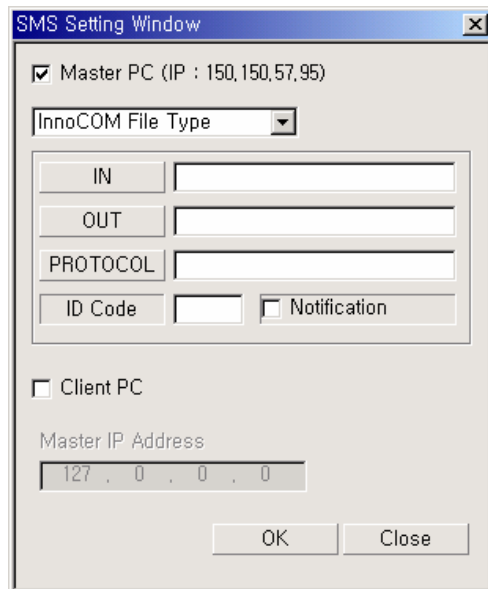 SMS Setting Window
Master PC (IP : 150,150,57,95)
InnoCOM File Type
IN
OUT
PROTOCOL
ID Code Notification
Client PC
Master IP Address
127 . 0 . 0 . 0
OK Close